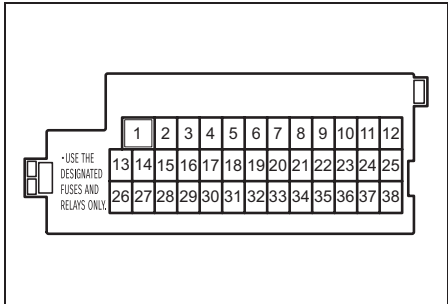 1 2 3 4 5 6 7 8 9 10 11 12
13 14 15 16 17 18 19 20 21 22 23 24 25
26 27 28 29 30 31 32 33 34 35 36 37 38
•USE THE
DESIGNATED
FUSES AND
RELAYS ONLY.